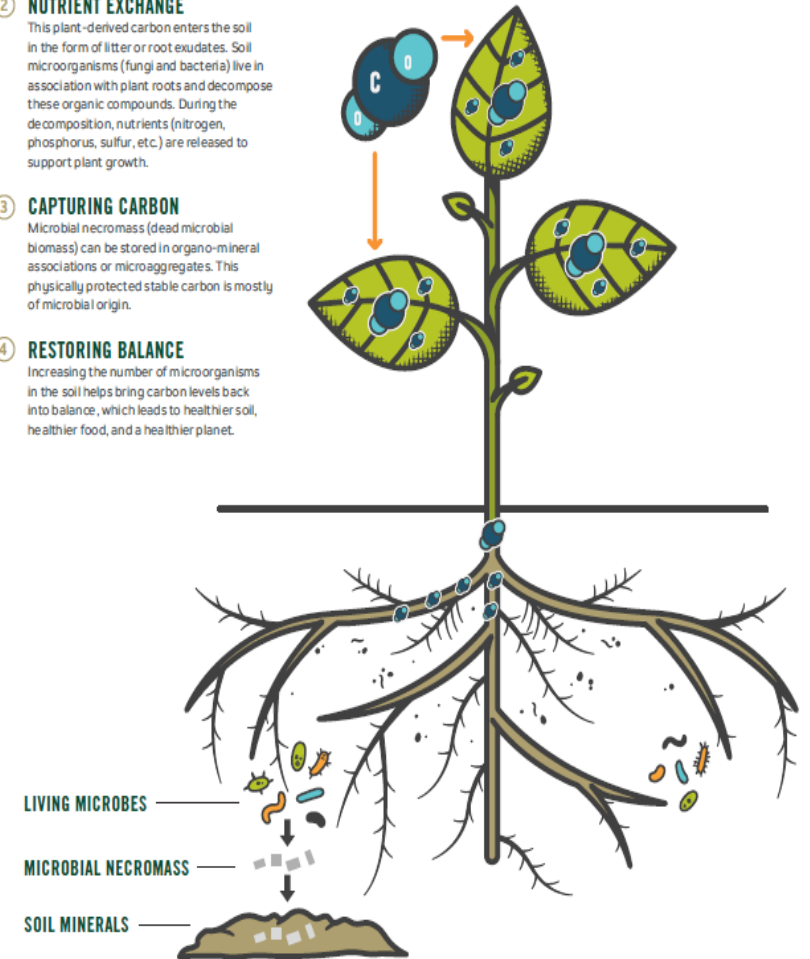 2 NUTRIENT EXCHANGE
This plant-derived carbon enters the soil
in the form of litter or root exudates. Soil
microorganisms (fungi and bacteria) live in
association with plant roots and decompose
these organic compounds. During the
decomposition, nutrients (nitrogen,
phosphorus, sulfur, etc.) are released to
support plant growth.
3 CAPTURING CARBON
Microbial necromass (dead microbial
biomass) can be stored in organo-mineral
associations or microaggregates. This
physically protected stable carbon is mostly
of microbial origin.
4 RESTORING BALANCE
Increasing the number of microorganisms
in the soil helps bring carbon levels back
into balance, which leads to healthier soil,
healthier food, and a healthier planet.
O
C
O
LIVING MICROBES
MICROBIAL NECROMASS
SOIL MINERALS